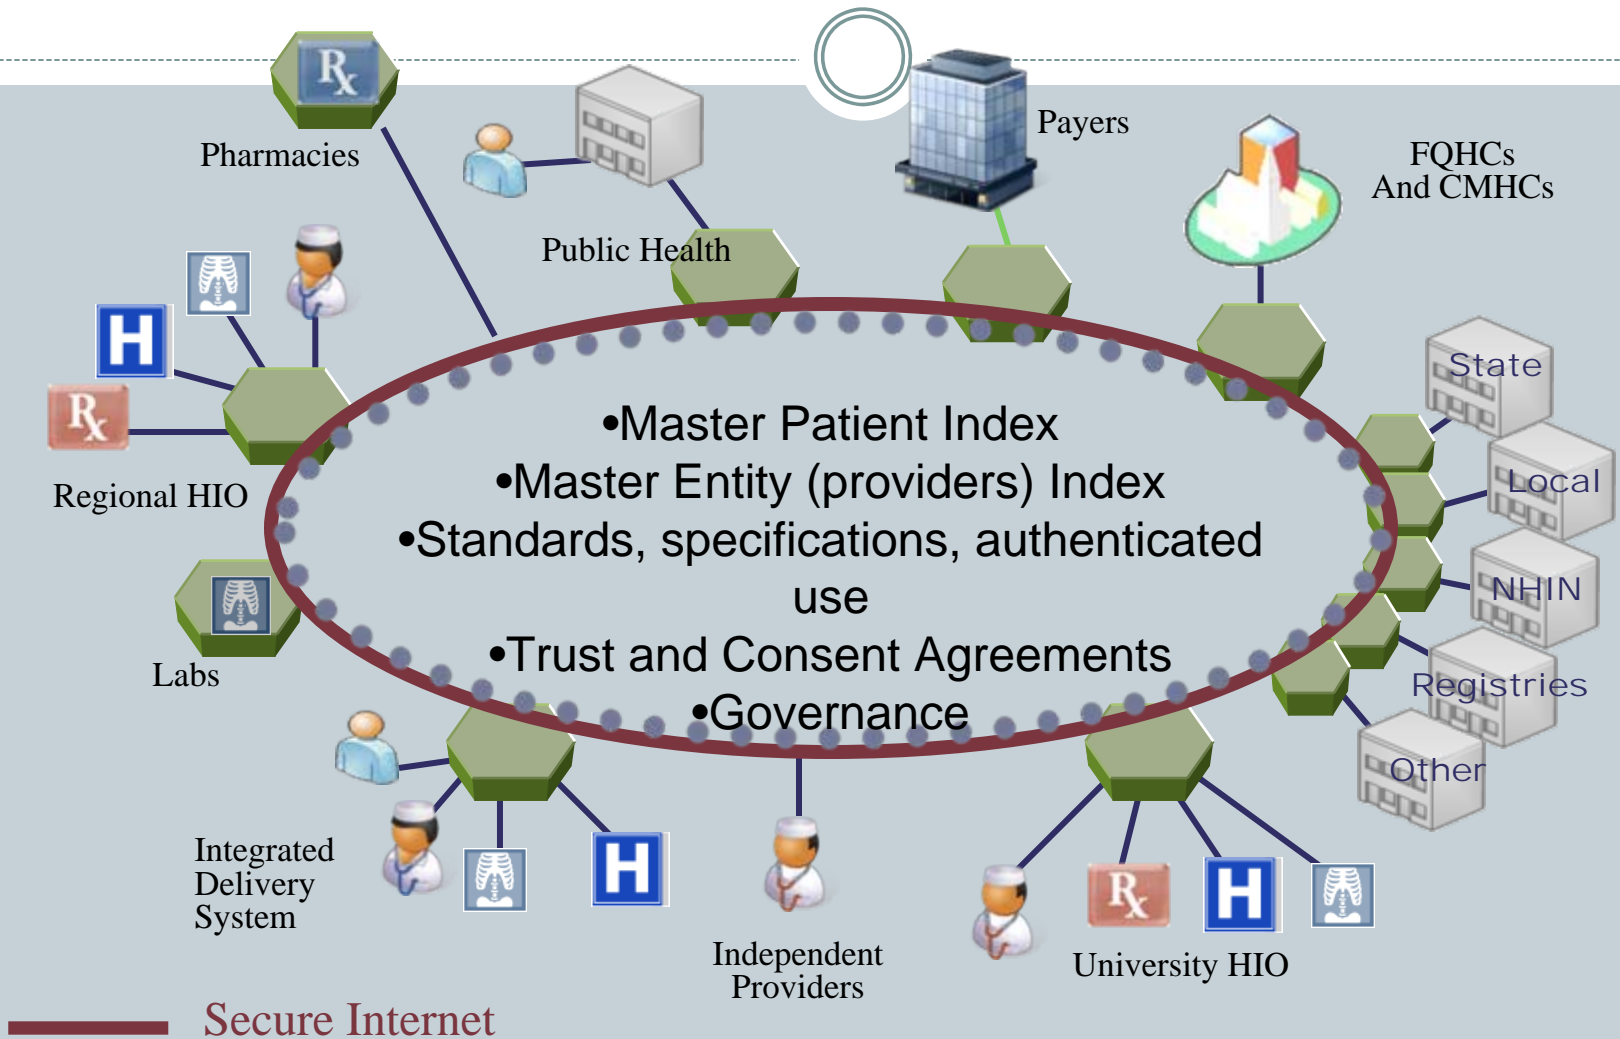 Rx
Pharmacies
Public Health
Payers
FQHCs
And CMHCs
H
Rx
Regional HIO
Labs
•Master Patient Index
•Master Entity (providers) Index
•Standards, specifications, authenticated
use
•Trust and Consent Agreements
•Governance
State
Local
NHIN
Registries
Other
Integrated
Delivery
System
H
Independent
Providers
Rx
H
University HIO
Secure Internet